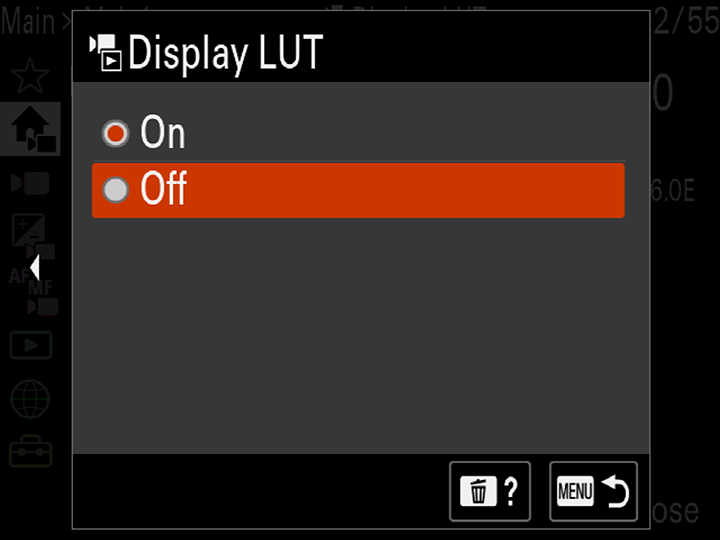 Main >
2/55
Display LUT
On
0
Off
6.0E
AF
MF
?
MENU
ose